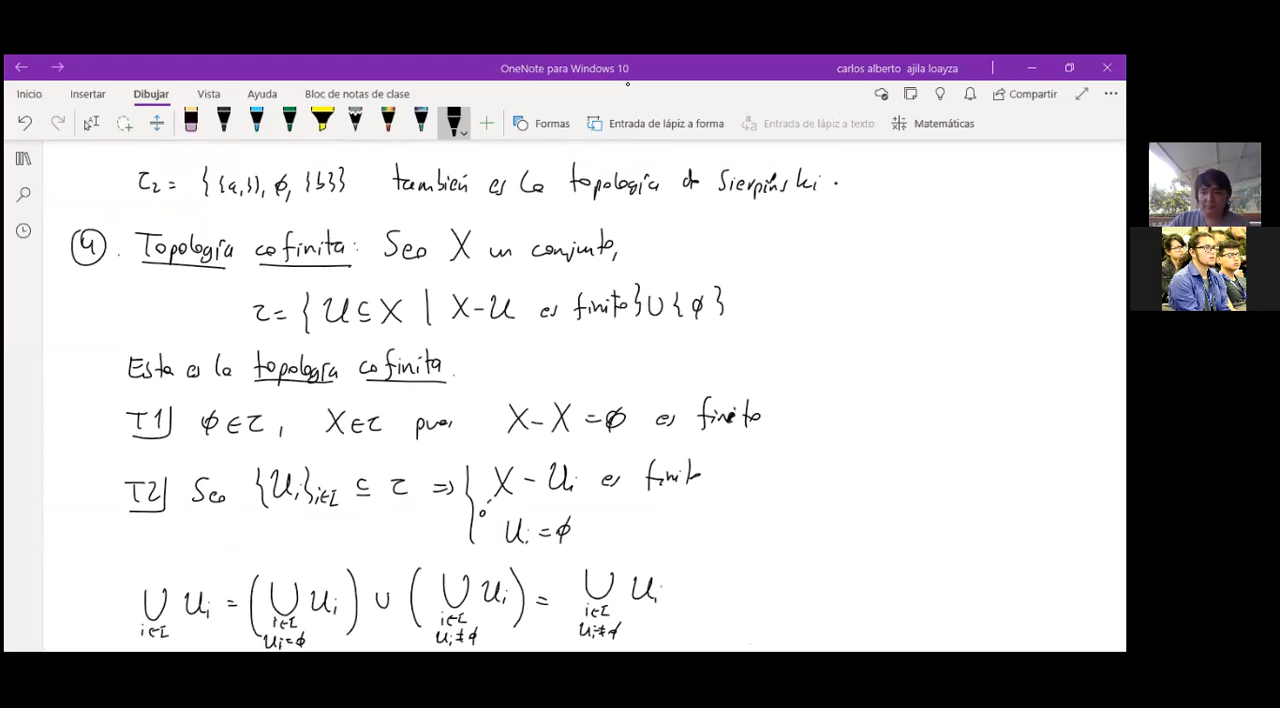 OneNote para Windows 10
carlos alberto ajila loayza
Inicio Insertar Dibujar Vista Ayuda Bloc de notas de clase
Compartir
Formas Entrada de lápiz a forma Entrada de lápiz a texto Matemáticas
τ₂ = {{a,b}, ϕ, {b}} también es la topología de Sierpinski.
④. Topología cofinita: Sea X un conjunto,
τ = {U ⊆ X | X-U es finito} ∪ {ϕ}
Esta es la topología cofinita.
T1] ϕ∈τ, X∈τ pues X-X = ϕ es finito
T2] Sea {Ui}i∈I ⊆ τ ⇒ { X - Ui es finito
o
Ui = ϕ
⋃i∈I Ui = (⋃i∈I Ui=ϕ Ui) ∪ (⋃i∈I Ui≠ϕ Ui) = ⋃i∈I Ui≠ϕ Ui